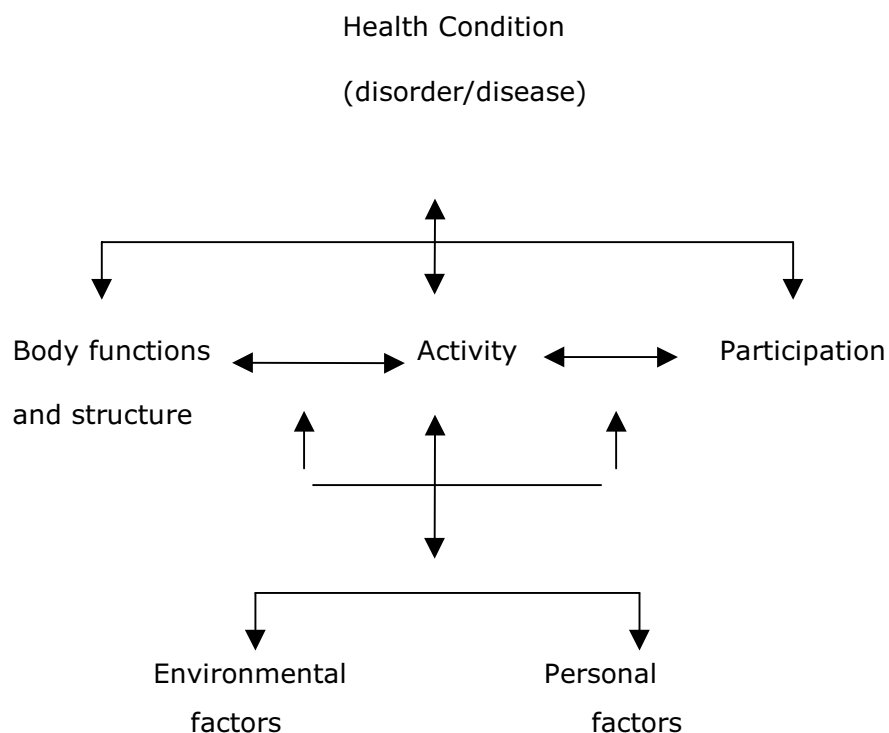 Health Condition
(disorder/disease)
Body functions
and structure
Activity
Participation
Environmental
factors
Personal
factors